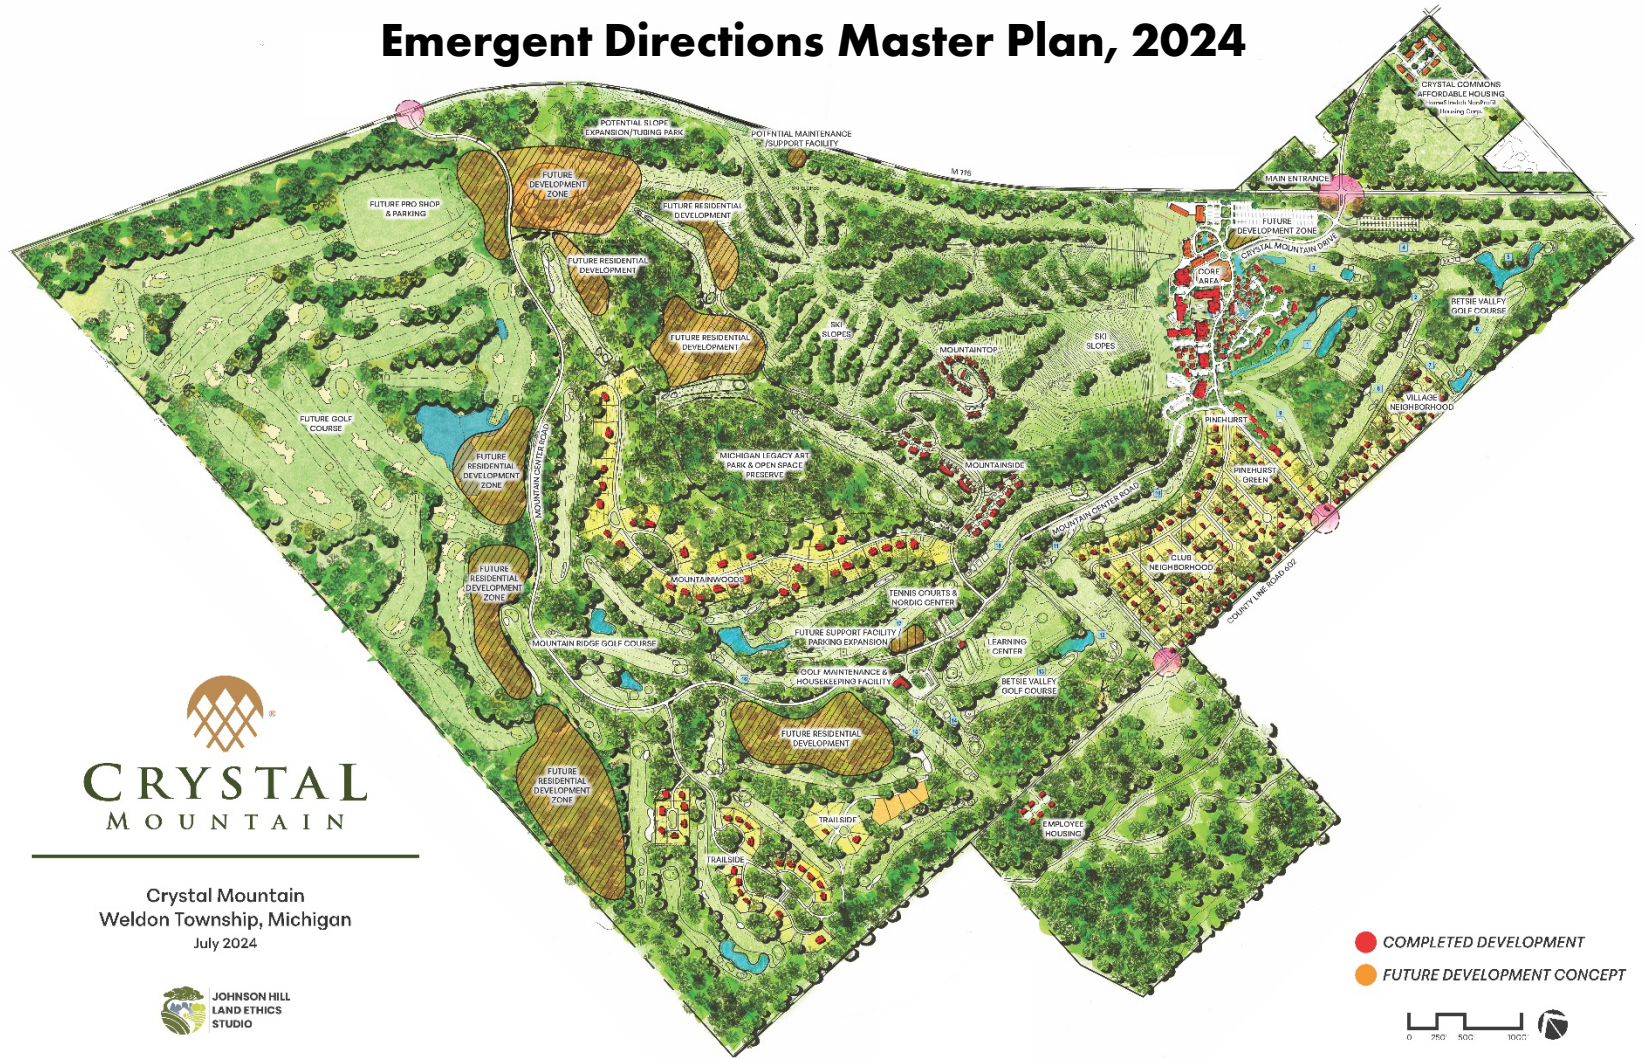 Emergent Directions Master Plan, 2024
CRYSTAL COMMONS
AFFORDABLE HOUSING
HomeStretch NonProfit
Housing Corp.
POTENTIAL SLOPE
EXPANSION/TUBING PARK
POTENTIAL MAINTENANCE
/SUPPORT FACILITY
M 115
MAIN ENTRANCE
FUTURE
DEVELOPMENT
ZONE
FUTURE PRO SHOP
& PARKING
FUTURE RESIDENTIAL
DEVELOPMENT
SKI SLOPES
FUTURE
DEVELOPMENT ZONE
CRYSTAL MOUNTAIN DRIVE
FUTURE RESIDENTIAL
DEVELOPMENT
CORE
AREA
BETSIE VALLEY
GOLF COURSE
FUTURE RESIDENTIAL
DEVELOPMENT
SKI
SLOPES
SKI
SLOPES
MOUNTAINTOP
VILLAGE
NEIGHBORHOOD
FUTURE GOLF
COURSE
PINEHURST
MOUNTAIN CENTER ROAD
FUTURE
RESIDENTIAL
DEVELOPMENT
ZONE
MICHIGAN LEGACY ART
PARK & OPEN SPACE
PRESERVE
MOUNTAINSIDE
PINEHURST
GREEN
MOUNTAIN CENTER ROAD
CLUB
NEIGHBORHOOD
FUTURE
RESIDENTIAL
DEVELOPMENT
ZONE
MOUNTAINWOODS
TENNIS COURTS &
NORDIC CENTER
COUNTY LINE ROAD 602
MOUNTAIN RIDGE GOLF COURSE
FUTURE SUPPORT FACILITY/
PARKING EXPANSION
LEARNING
CENTER
GOLF MAINTENANCE &
HOUSEKEEPING FACILITY
BETSIE VALLEY
GOLF COURSE
FUTURE RESIDENTIAL
DEVELOPMENT
FUTURE
RESIDENTIAL
DEVELOPMENT
ZONE
TRAILSIDE
EMPLOYEE
HOUSING
TRAILSIDE
®
CRYSTAL
MOUNTAIN
Crystal Mountain
Weldon Township, Michigan
July 2024
JOHNSON HILL
LAND ETHICS
STUDIO
COMPLETED DEVELOPMENT
FUTURE DEVELOPMENT CONCEPT
0 250' 500' 1000'